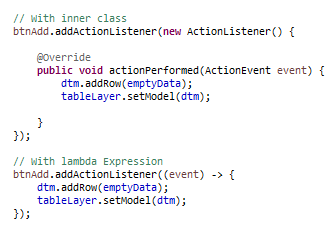 // With inner class
btnAdd.addActionListener(new ActionListener() {
@Override
public void actionPerformed(ActionEvent event) {
dtm.addRow(emptyData);
tableLayer.setModel(dtm);
}
});
// With lambda Expression
btnAdd.addActionListener((event) -> {
dtm.addRow(emptyData);
tableLayer.setModel(dtm);
});